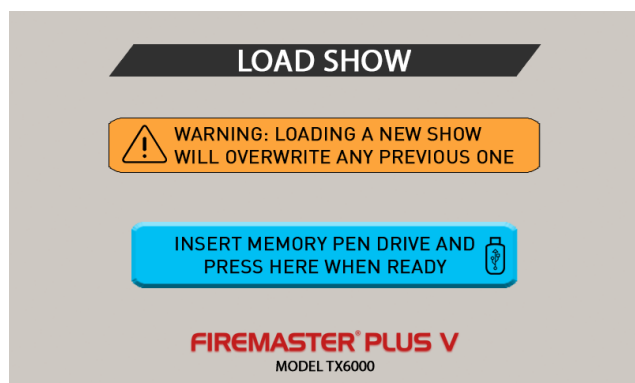 LOAD SHOW
WARNING: LOADING A NEW SHOW
WILL OVERWRITE ANY PREVIOUS ONE
INSERT MEMORY PEN DRIVE AND
PRESS HERE WHEN READY
FIREMASTER® PLUS V
MODEL TX6000